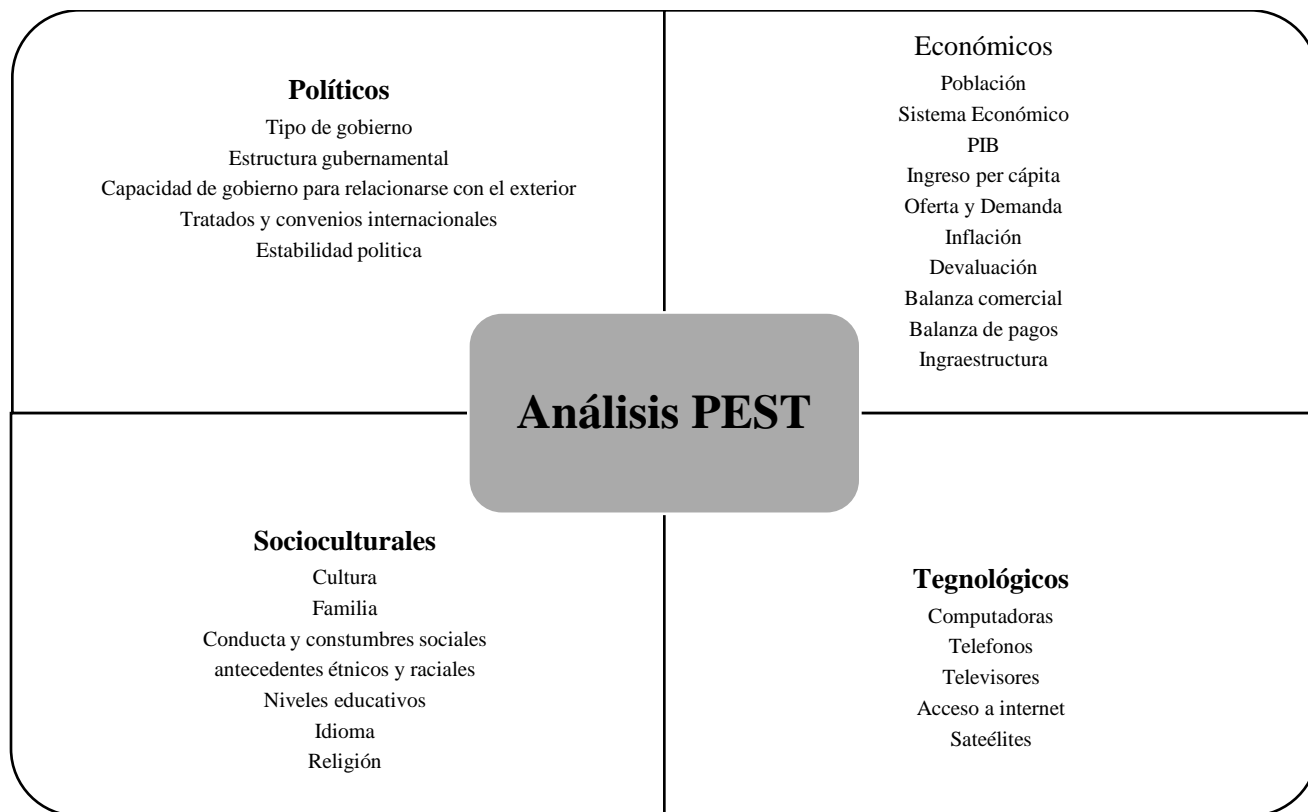 Políticos
Tipo de gobierno
Estructura gubernamental
Capacidad de gobierno para relacionarse con el exterior
Tratados y convenios internacionales
Estabilidad politica
Económicos
Población
Sistema Económico
PIB
Ingreso per cápita
Oferta y Demanda
Inflación
Devaluación
Balanza comercial
Balanza de pagos
Ingraestructura
Análisis PEST
Socioculturales
Cultura
Familia
Conducta y constumbres sociales
antecedentes étnicos y raciales
Niveles educativos
Idioma
Religión
Tegnológicos
Computadoras
Telefonos
Televisores
Acceso a internet
Sateélites